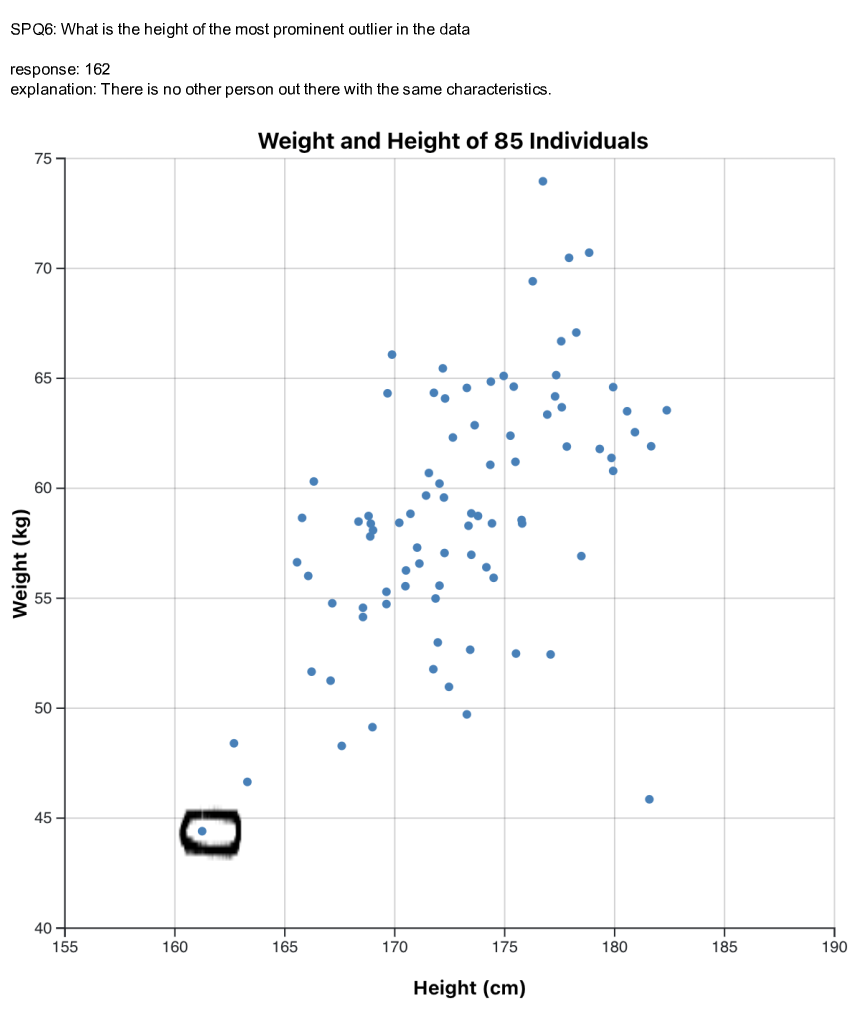 SPQ6: What is the height of the most prominent outlier in the data
response: 162
explanation: There is no other person out there with the same characteristics.
Weight and Height of 85 Individuals
75
70
65
60
55
50
45
40
Weight (kg)
155 160 165 170 175 180 185 190
Height (cm)